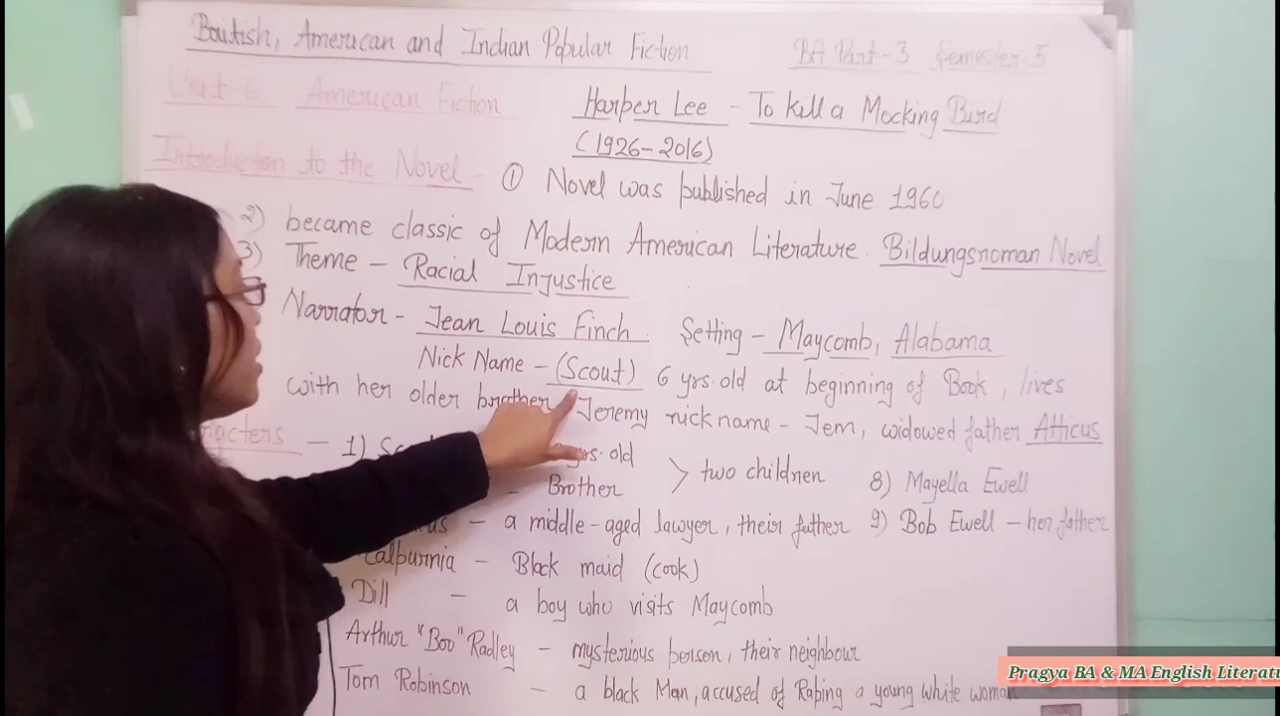 British, American and Indian Popular Fiction
BA Part-3 Semester-5
Unit-6 American Fiction
Harper Lee - To kill a Mocking Burd
(1926-2016)
Introduction to the Novel - ① Novel was published in June 1960
2) became classic of Modern American Literature. Bildungsnoman Novel
3) Theme - Racial Injustice
Narrator - Jean Louis Finch. Setting - Maycomb, Alabama
Nick Name - (Scout) 6 yrs. old at beginning of Book, lives
with her older brother Jeremy nick name - Jem, widowed father Atticus
1) yrs. old
two children
8) Mayella Ewell
- Brother
- a middle-aged lawyer, their father 9) Bob Ewell - her father
Calpurnia - Black maid (cook)
Dill - a boy who visits Maycomb
Arthur "Boo" Radley - mysterious person, their neighbour
Tom Robinson - a black Man, accused of Raping a young white woman
Pragya BA & MA English Literatu